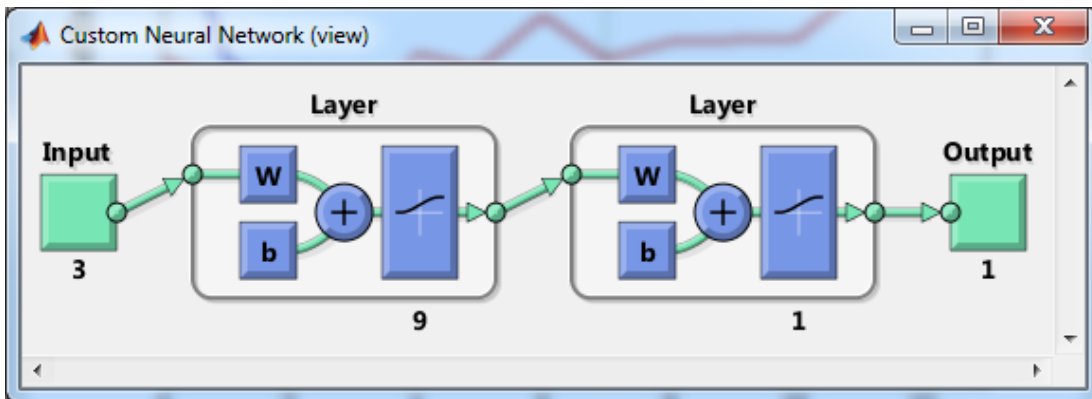 Custom Neural Network (view)
Layer
Layer
Input
Output
W
W
b
b
3
1
9
1